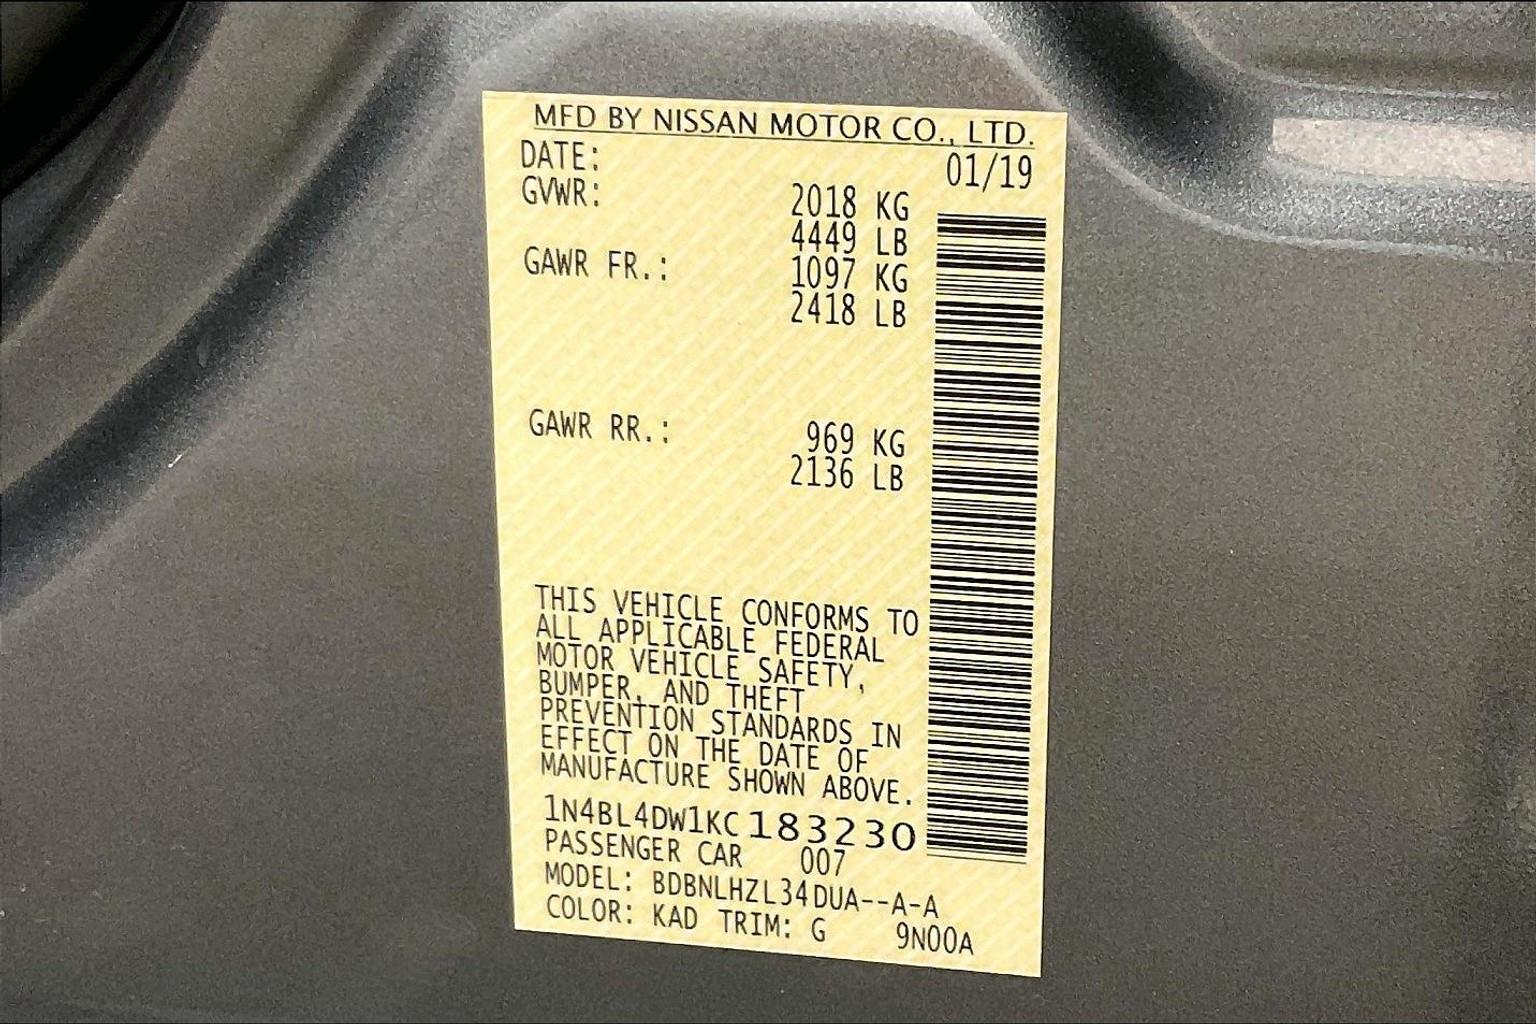 MFD BY NISSAN MOTOR CO., LTD.
DATE: 01/19
GVWR: 2018 KG
4449 LB
GAWR FR.: 1097 KG
2418 LB
GAWR RR.: 969 KG
2136 LB
THIS VEHICLE CONFORMS TO
ALL APPLICABLE FEDERAL
MOTOR VEHICLE SAFETY,
BUMPER, AND THEFT
PREVENTION STANDARDS IN
EFFECT ON THE DATE OF
MANUFACTURE SHOWN ABOVE.
1N4BL4DW1KC183230
PASSENGER CAR 007
MODEL: BDBNLHZL34DUA--A-A
COLOR: KAD TRIM: G 9N00A